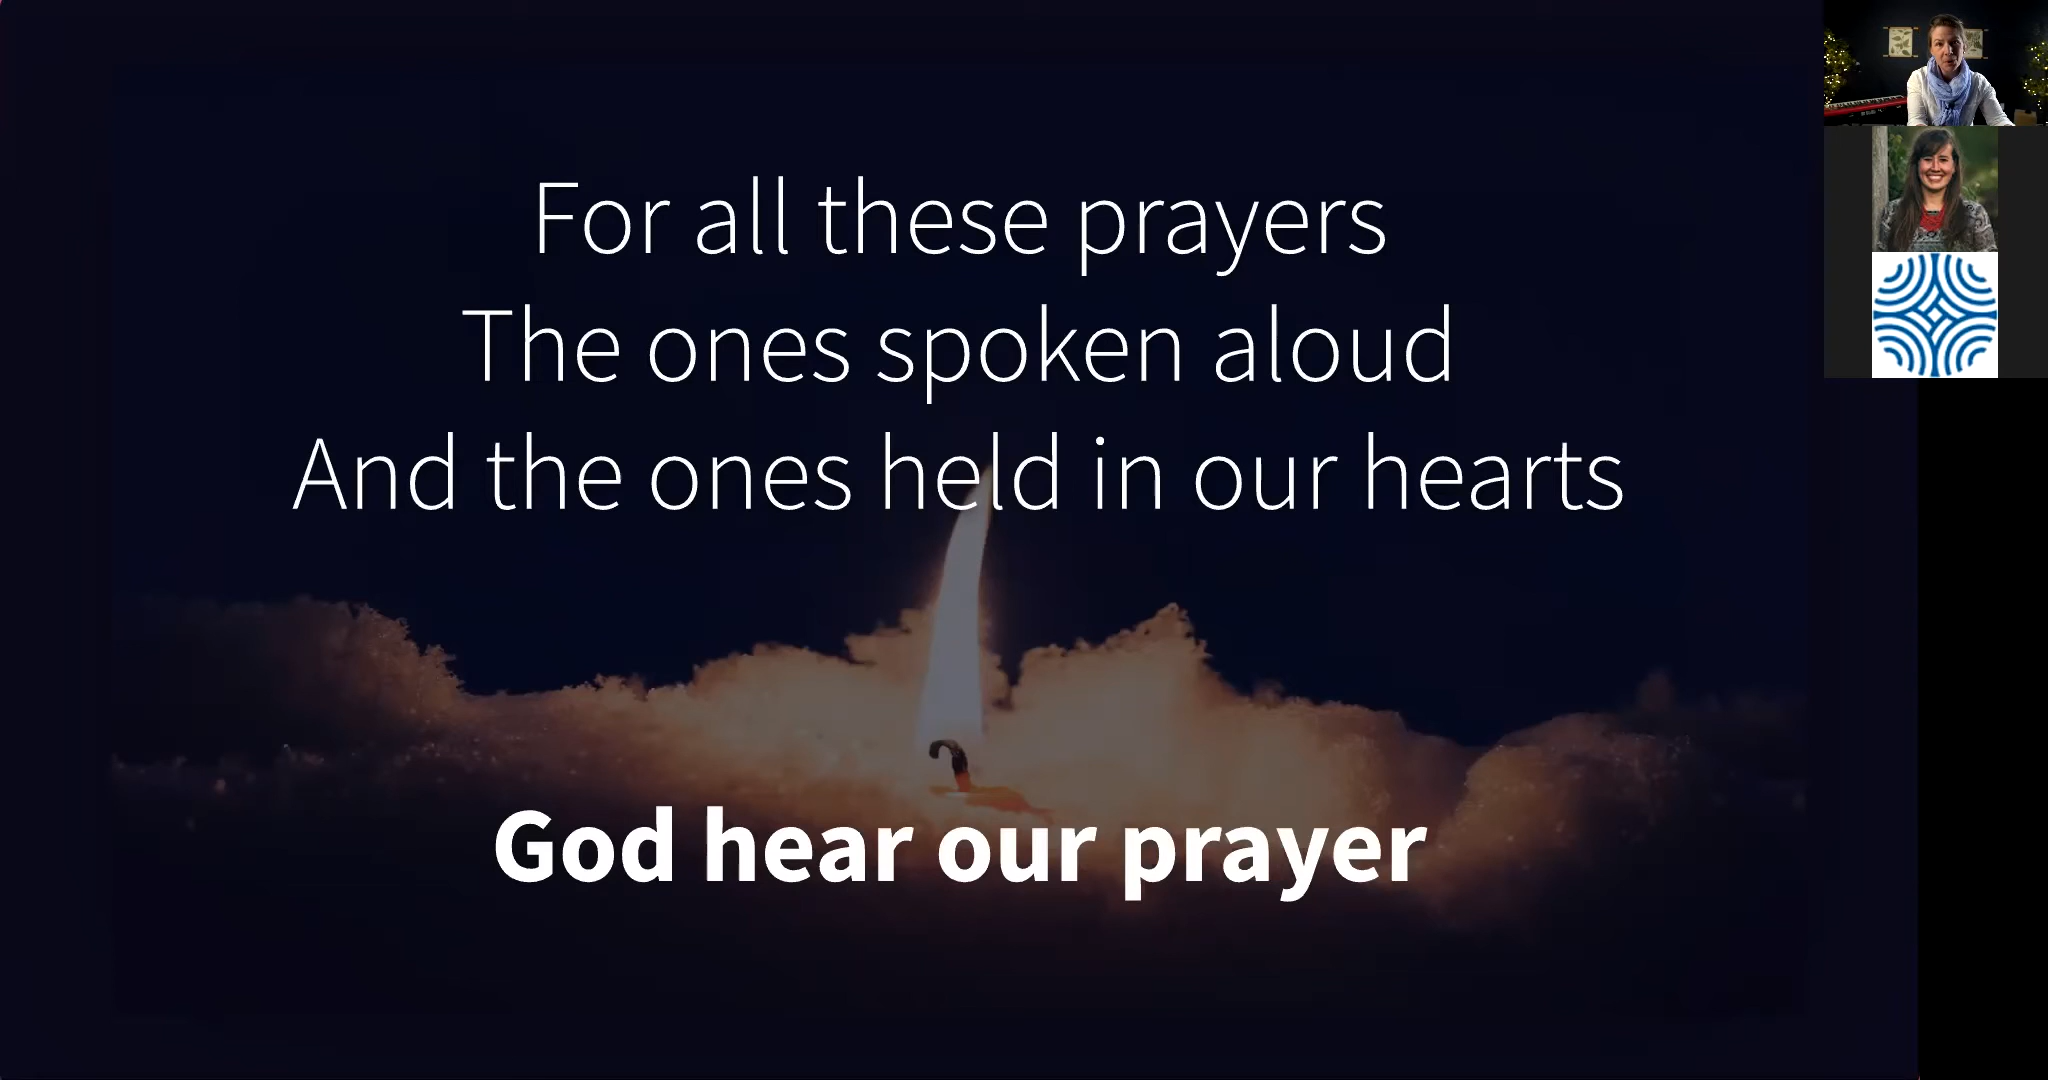 For all these prayers
The ones spoken aloud
And the ones held in our hearts
God hear our prayer